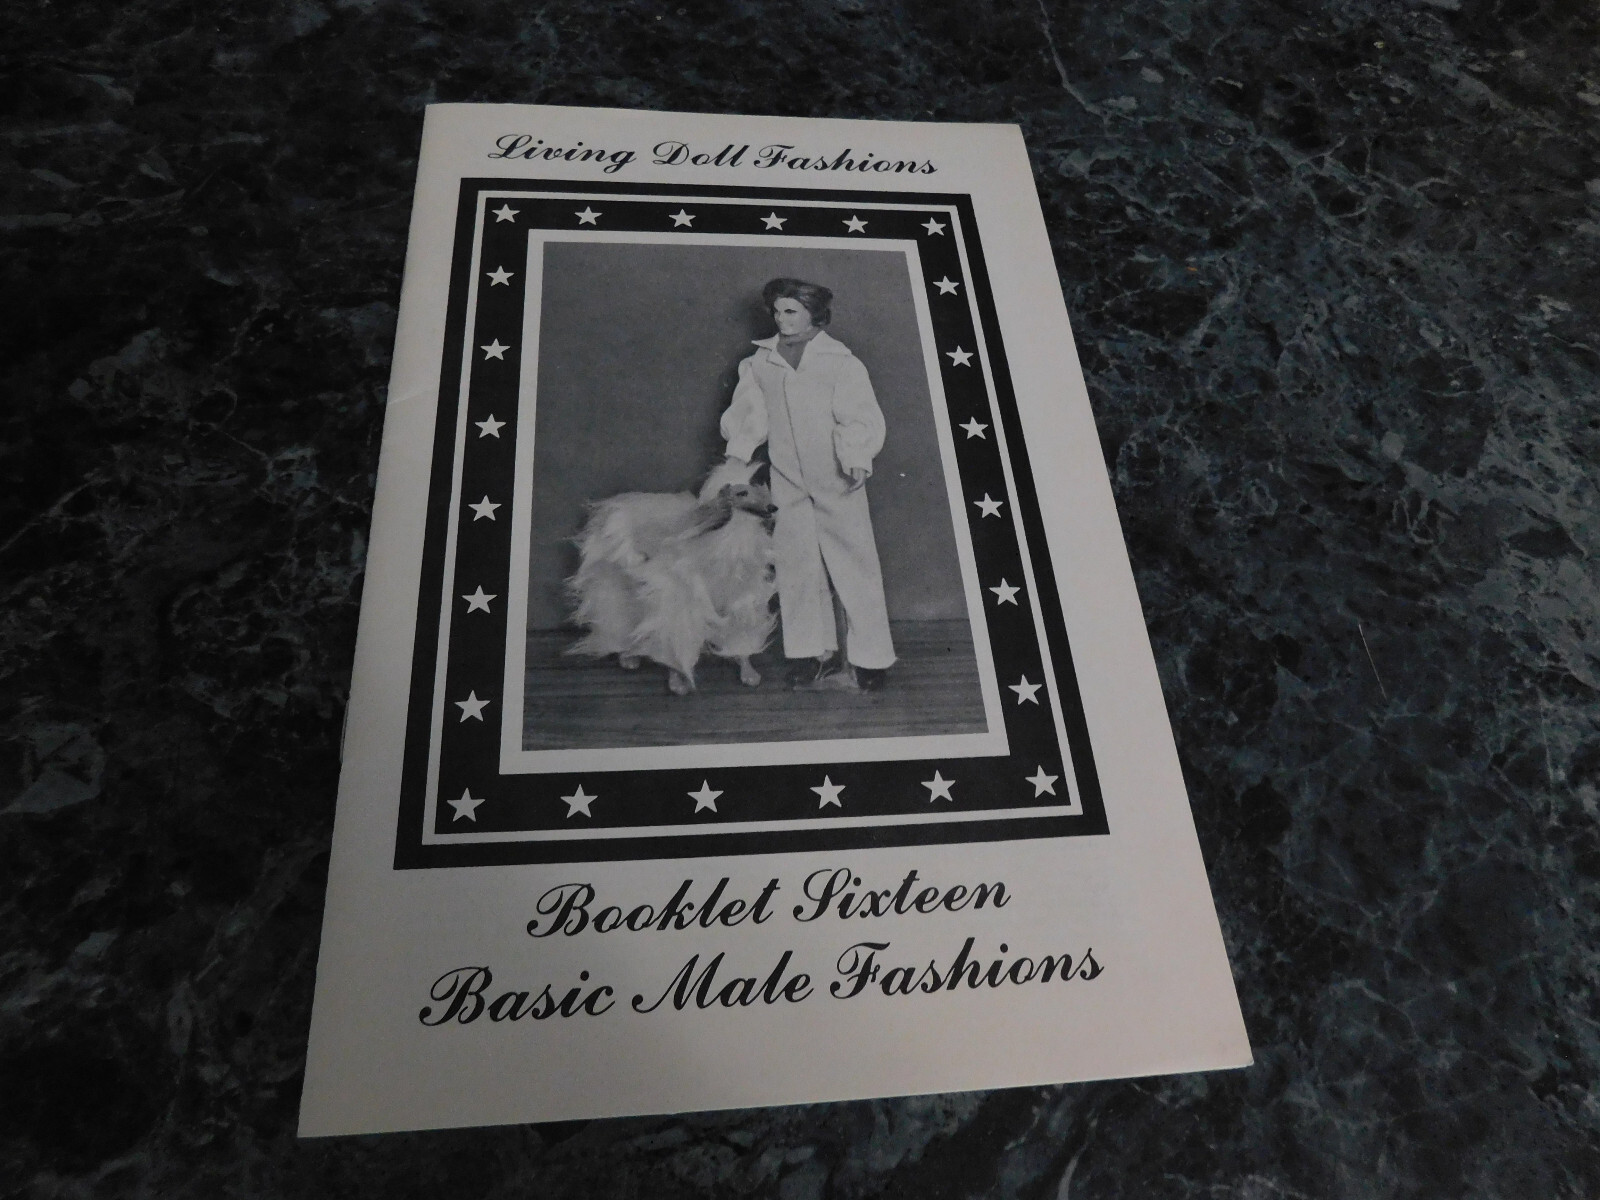 Living Doll Fashions
Booklet Sixteen
Basic Male Fashions